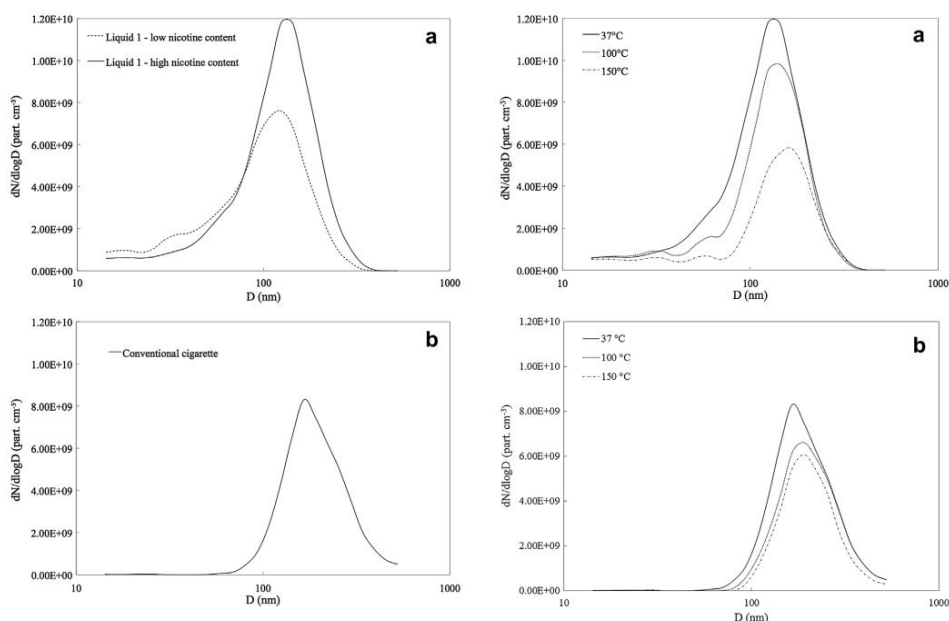 a
1.20E+10
1.00E+10
8.00E+09
6.00E+09
4.00E+09
2.00E+09
0.00E+00
dN/dlogD (part. cm⁻³)
Liquid 1 - low nicotine content
Liquid 1 - high nicotine content
10
100
1000
D (nm)
a
1.20E+10
1.00E+10
8.00E+09
6.00E+09
4.00E+09
2.00E+09
0.00E+00
dN/dlogD (part. cm⁻³)
37°C
100°C
150°C
10
100
1000
D (nm)
b
1.20E+10
1.00E+10
8.00E+09
6.00E+09
4.00E+09
2.00E+09
0.00E+00
dN/dlogD (part. cm⁻³)
Conventional cigarette
10
100
1000
D (nm)
b
1.20E+10
1.00E+10
8.00E+09
6.00E+09
4.00E+09
2.00E+09
0.00E+00
dN/dlogD (part. cm⁻³)
37 °C
100 °C
150 °C
10
100
1000
D (nm)